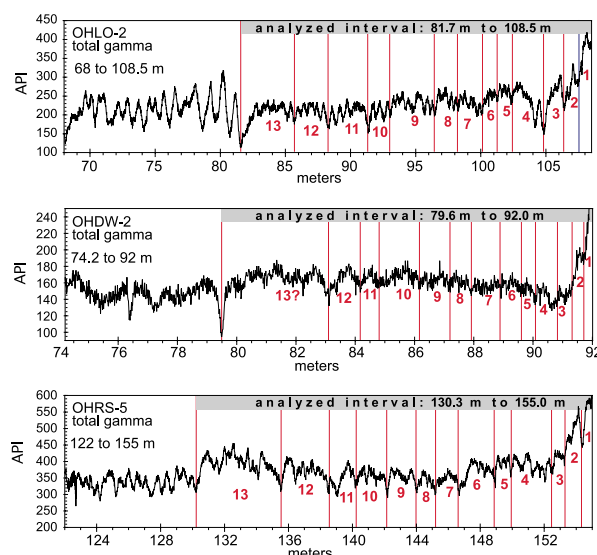 analyzed interval: 81.7 m to 108.5 m
OHLO-2
total gamma
68 to 108.5 m
API
450
400
350
300
250
200
150
100
13 12 11 10 9 8 7 6 5 4 3 2 1
70 75 80 85 90 95 100 105
meters
analyzed interval: 79.6 m to 92.0 m
OHDW-2
total gamma
74.2 to 92 m
API
240
220
200
180
160
140
120
100
90
13? 12 11 10 9 8 7 6 5 4 3 2 1
74 76 78 80 82 84 86 88 90 92
meters
analyzed interval: 130.3 m to 155.0 m
OHRS-5
total gamma
122 to 155 m
API
600
550
500
450
400
350
300
250
200
13 12 11 10 9 8 7 6 5 4 3 2 1
124 128 132 136 140 144 148 152
meters